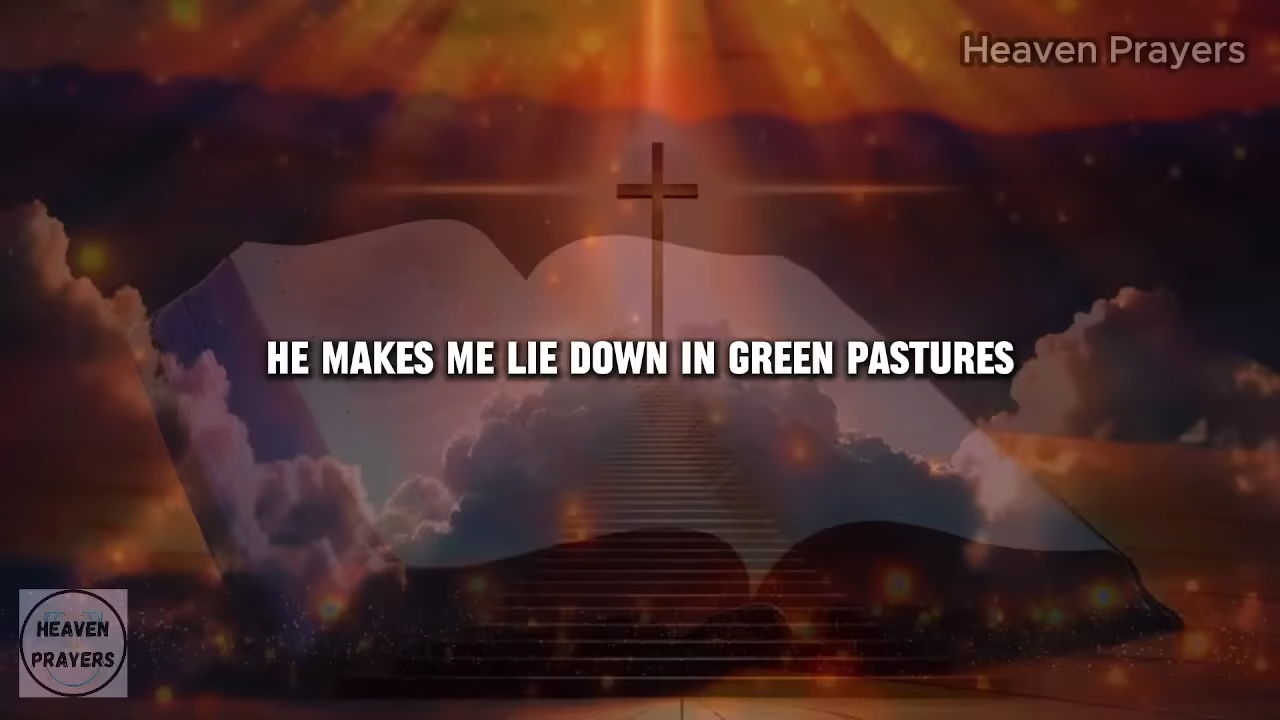 Heaven Prayers
HE MAKES ME LIE DOWN IN GREEN PASTURES
HEAVEN
PRAYERS